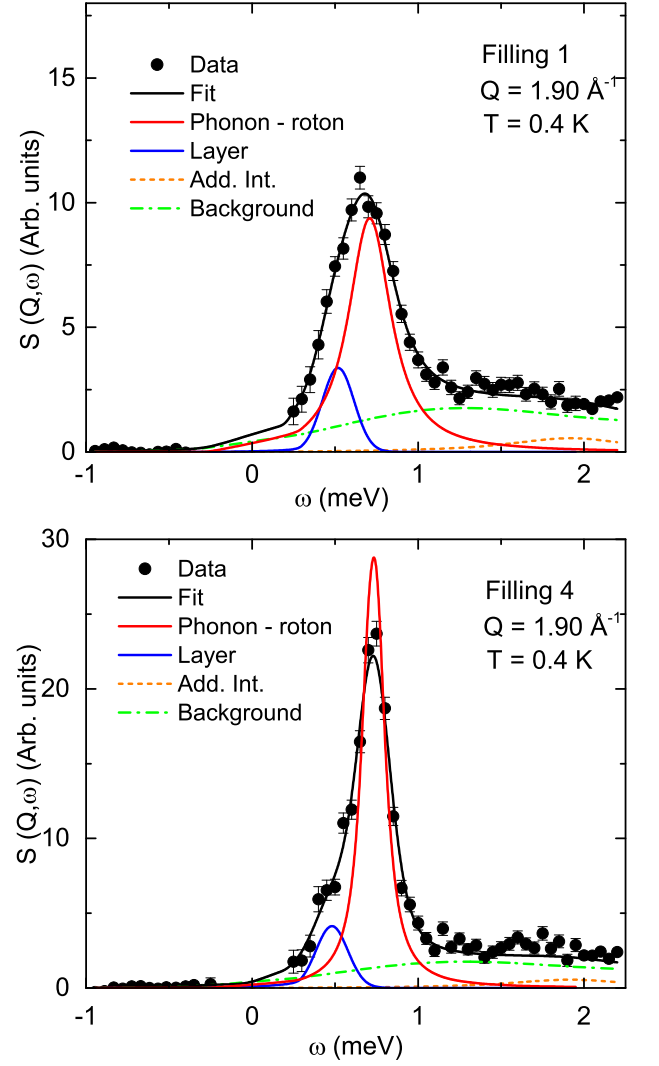 Filling 1
Q = 1.90 Å⁻¹
T = 0.4 K
Data
Fit
Phonon - roton
Layer
Add. Int.
Background
S (Q,ω) (Arb. units)
15
10
5
0
-1 0 1 2
ω (meV)
Filling 4
Q = 1.90 Å⁻¹
T = 0.4 K
Data
Fit
Phonon - roton
Layer
Add. Int.
Background
S (Q,ω) (Arb. units)
30
20
10
0
-1 0 1 2
ω (meV)